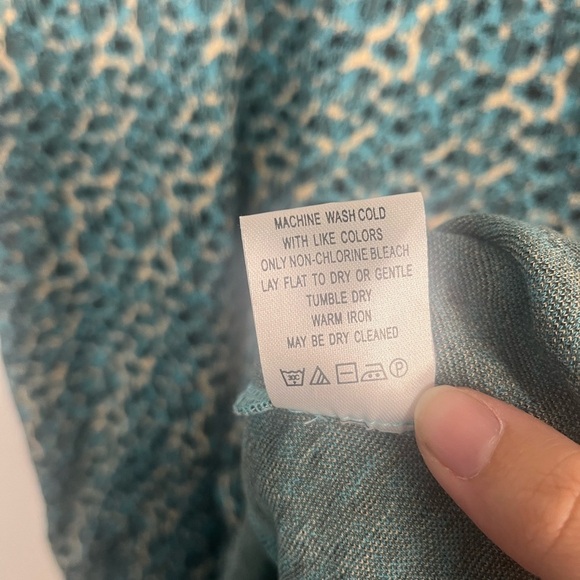 MACHINE WASH COLD
WITH LIKE COLORS
ONLY NON-CHLORINE BLEACH
LAY FLAT TO DRY OR GENTLE
TUMBLE DRY
WARM IRON
MAY BE DRY CLEANED
P